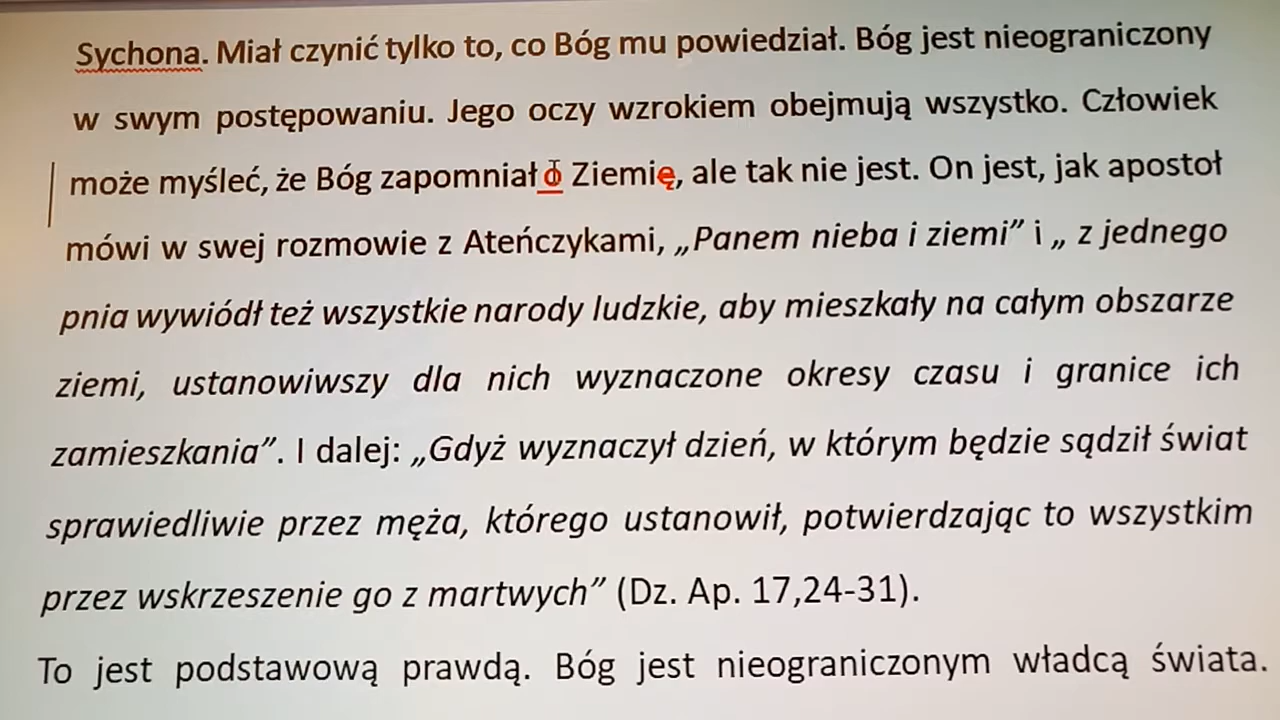 Sychona. Miał czynić tylko to, co Bóg mu powiedział. Bóg jest nieograniczony
w swym postępowaniu. Jego oczy wzrokiem obejmują wszystko. Człowiek
może myśleć, że Bóg zapomniał o Ziemię, ale tak nie jest. On jest, jak apostoł
mówi w swej rozmowie z Ateńczykami, „Panem nieba i ziemi” i „ z jednego
pnia wywiódł też wszystkie narody ludzkie, aby mieszkały na całym obszarze
ziemi, ustanowiwszy dla nich wyznaczone okresy czasu i granice ich
zamieszkania”. I dalej: „Gdyż wyznaczył dzień, w którym będzie sądził świat
sprawiedliwie przez męża, którego ustanowił, potwierdzając to wszystkim
przez wskrzeszenie go z martwych” (Dz. Ap. 17,24-31).
To jest podstawową prawdą. Bóg jest nieograniczonym władcą świata.